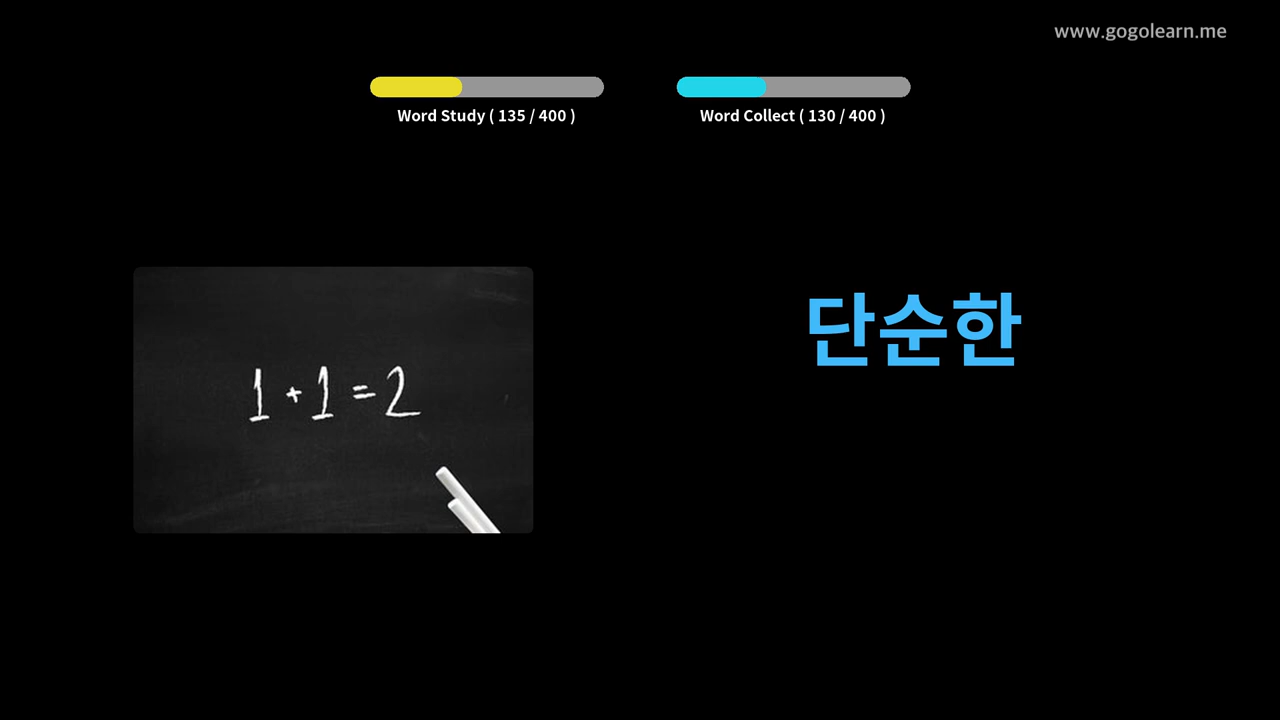 www.gogolearn.me
Word Study ( 135 / 400 )
Word Collect ( 130 / 400 )
1 + 1 = 2
단순한